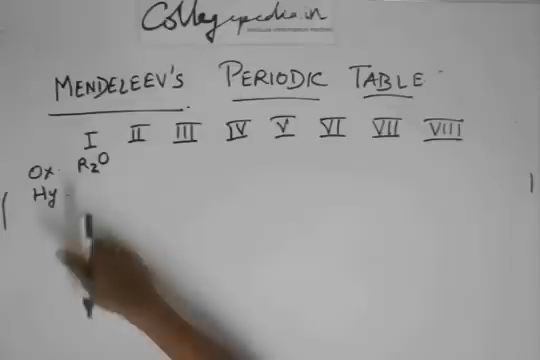 Collegepedia.in
MENDELEEV'S PERIODIC TABLE
I II III IV V VI VII VIII
Ox. R₂O
Hy.